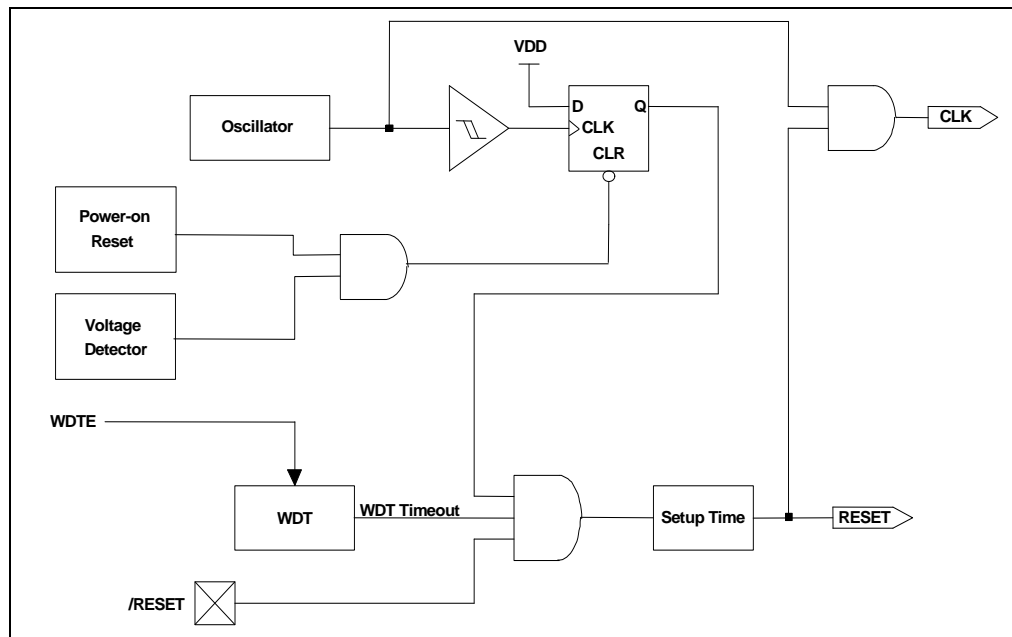 VDD
D
Q
CLK
CLR
Oscillator
CLK
Power-on
Reset
Voltage
Detector
WDTE
WDT
WDT Timeout
Setup Time
RESET
/RESET